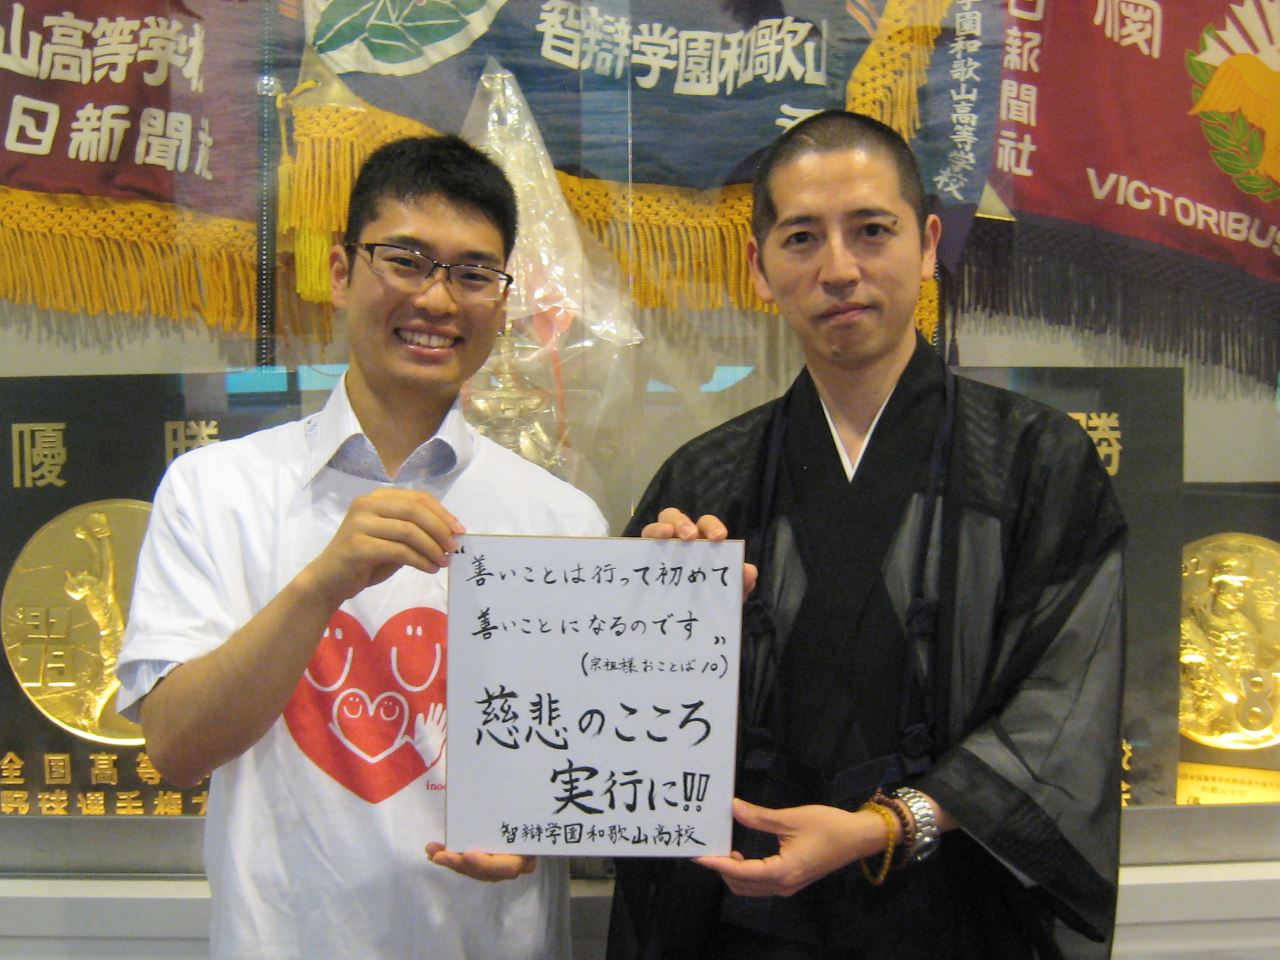 山高等学校
日新聞社
智辯学園和歌山
学園和歌山高等学校
日新聞社
優
VICTORIBUS
優 勝
勝
全国高等
野球選手権大
“善いことは行って初めて
善いことになるのです”
(宗祖様おことば10)
慈悲のこころ
実行に!!
智辯学園和歌山高校